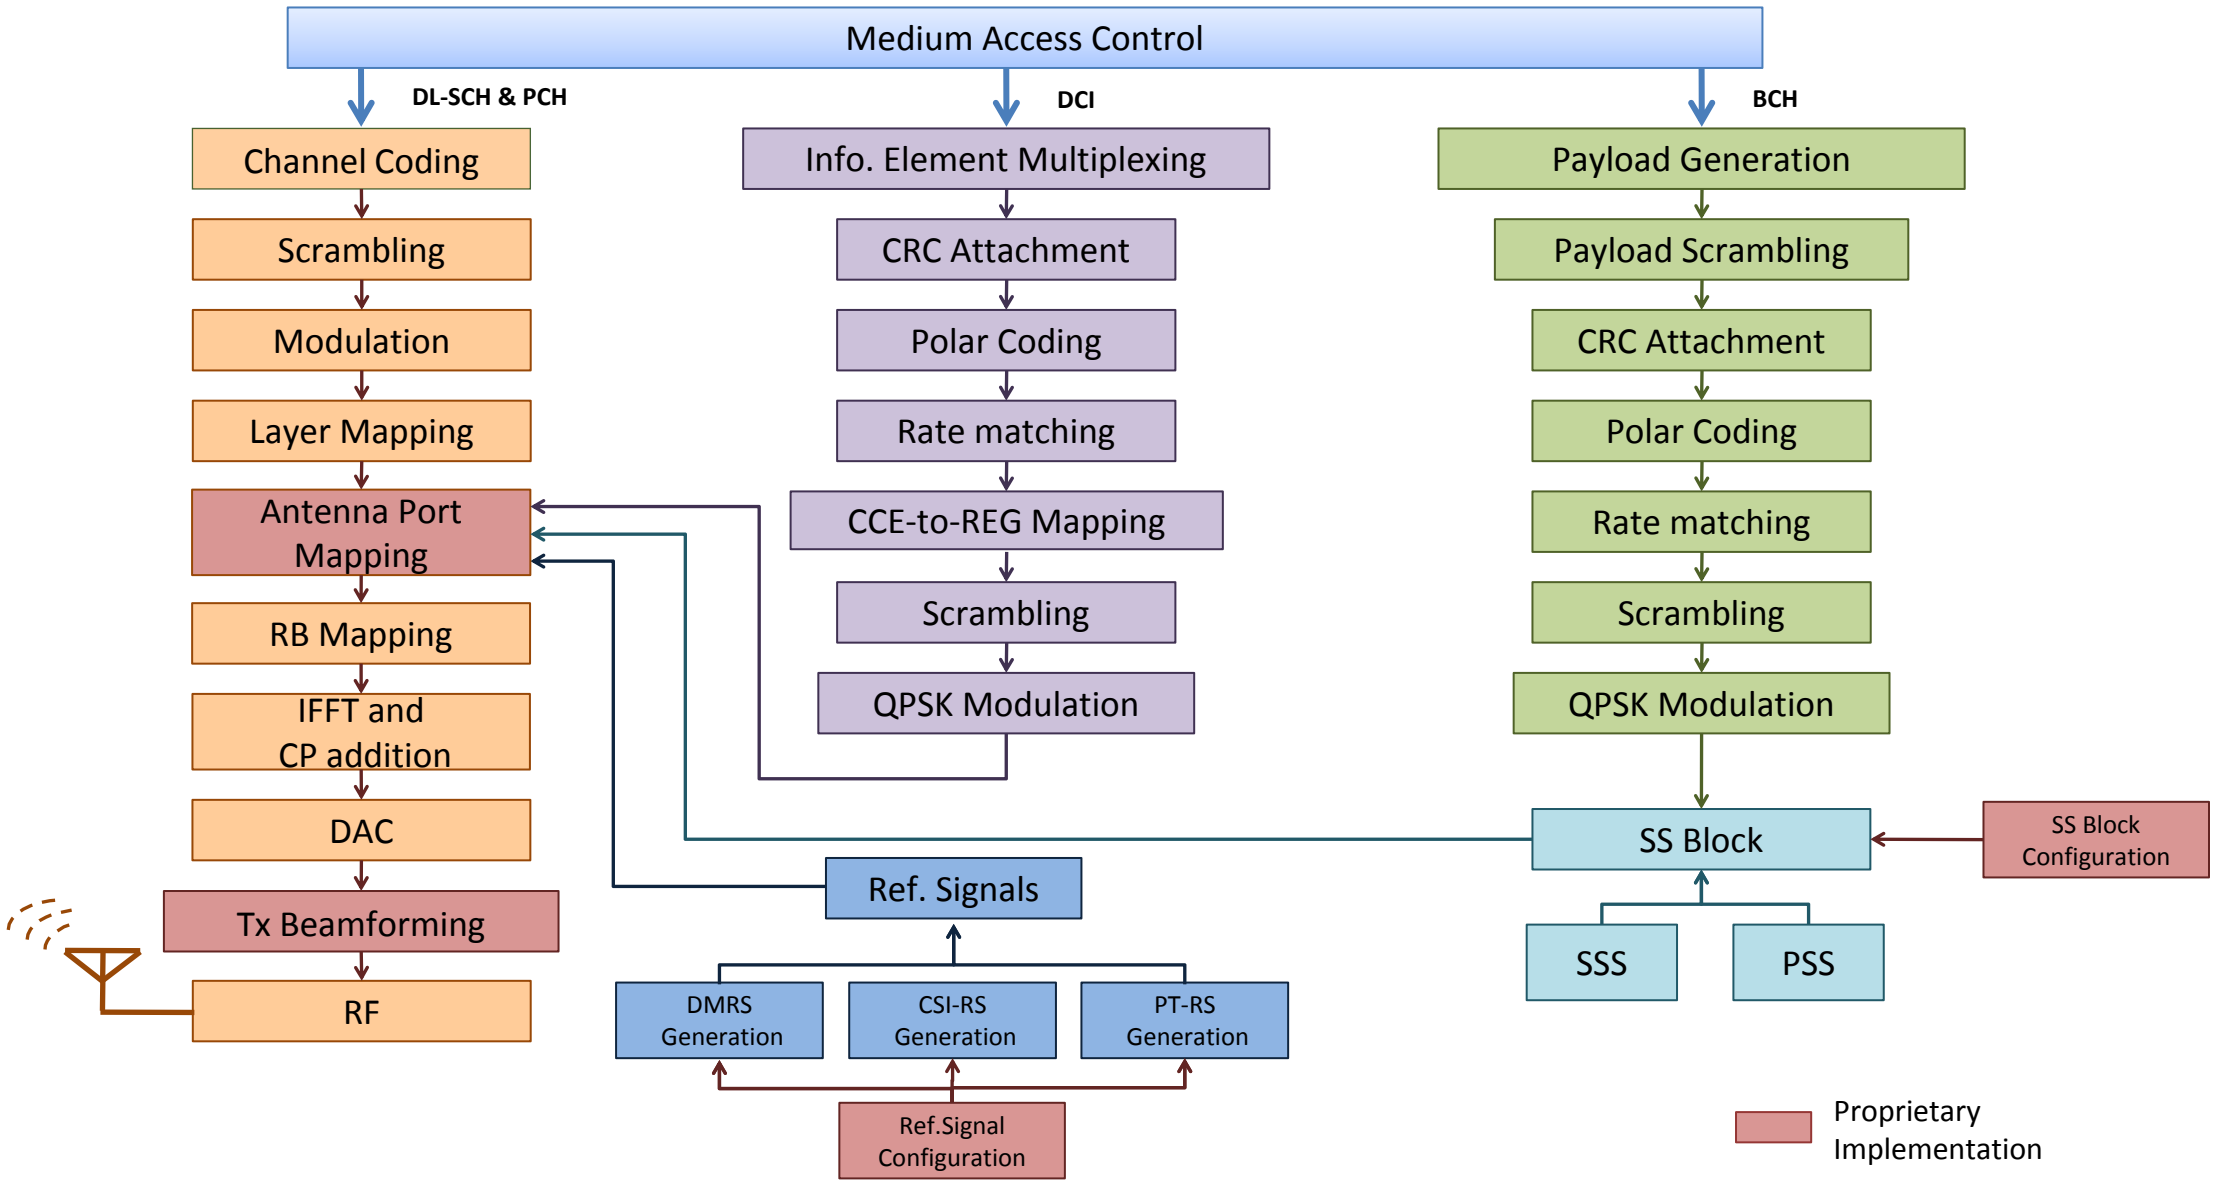 Medium Access Control
DL-SCH & PCH
DCI
BCH
Channel Coding
Scrambling
Modulation
Layer Mapping
Antenna Port
Mapping
RB Mapping
IFFT and
CP addition
DAC
Tx Beamforming
RF
Info. Element Multiplexing
CRC Attachment
Polar Coding
Rate matching
CCE-to-REG Mapping
Scrambling
QPSK Modulation
Payload Generation
Payload Scrambling
CRC Attachment
Polar Coding
Rate matching
Scrambling
QPSK Modulation
SS Block
SS Block
Configuration
SSS
PSS
Ref. Signals
DMRS
Generation
CSI-RS
Generation
PT-RS
Generation
Ref.Signal
Configuration
Proprietary
Implementation